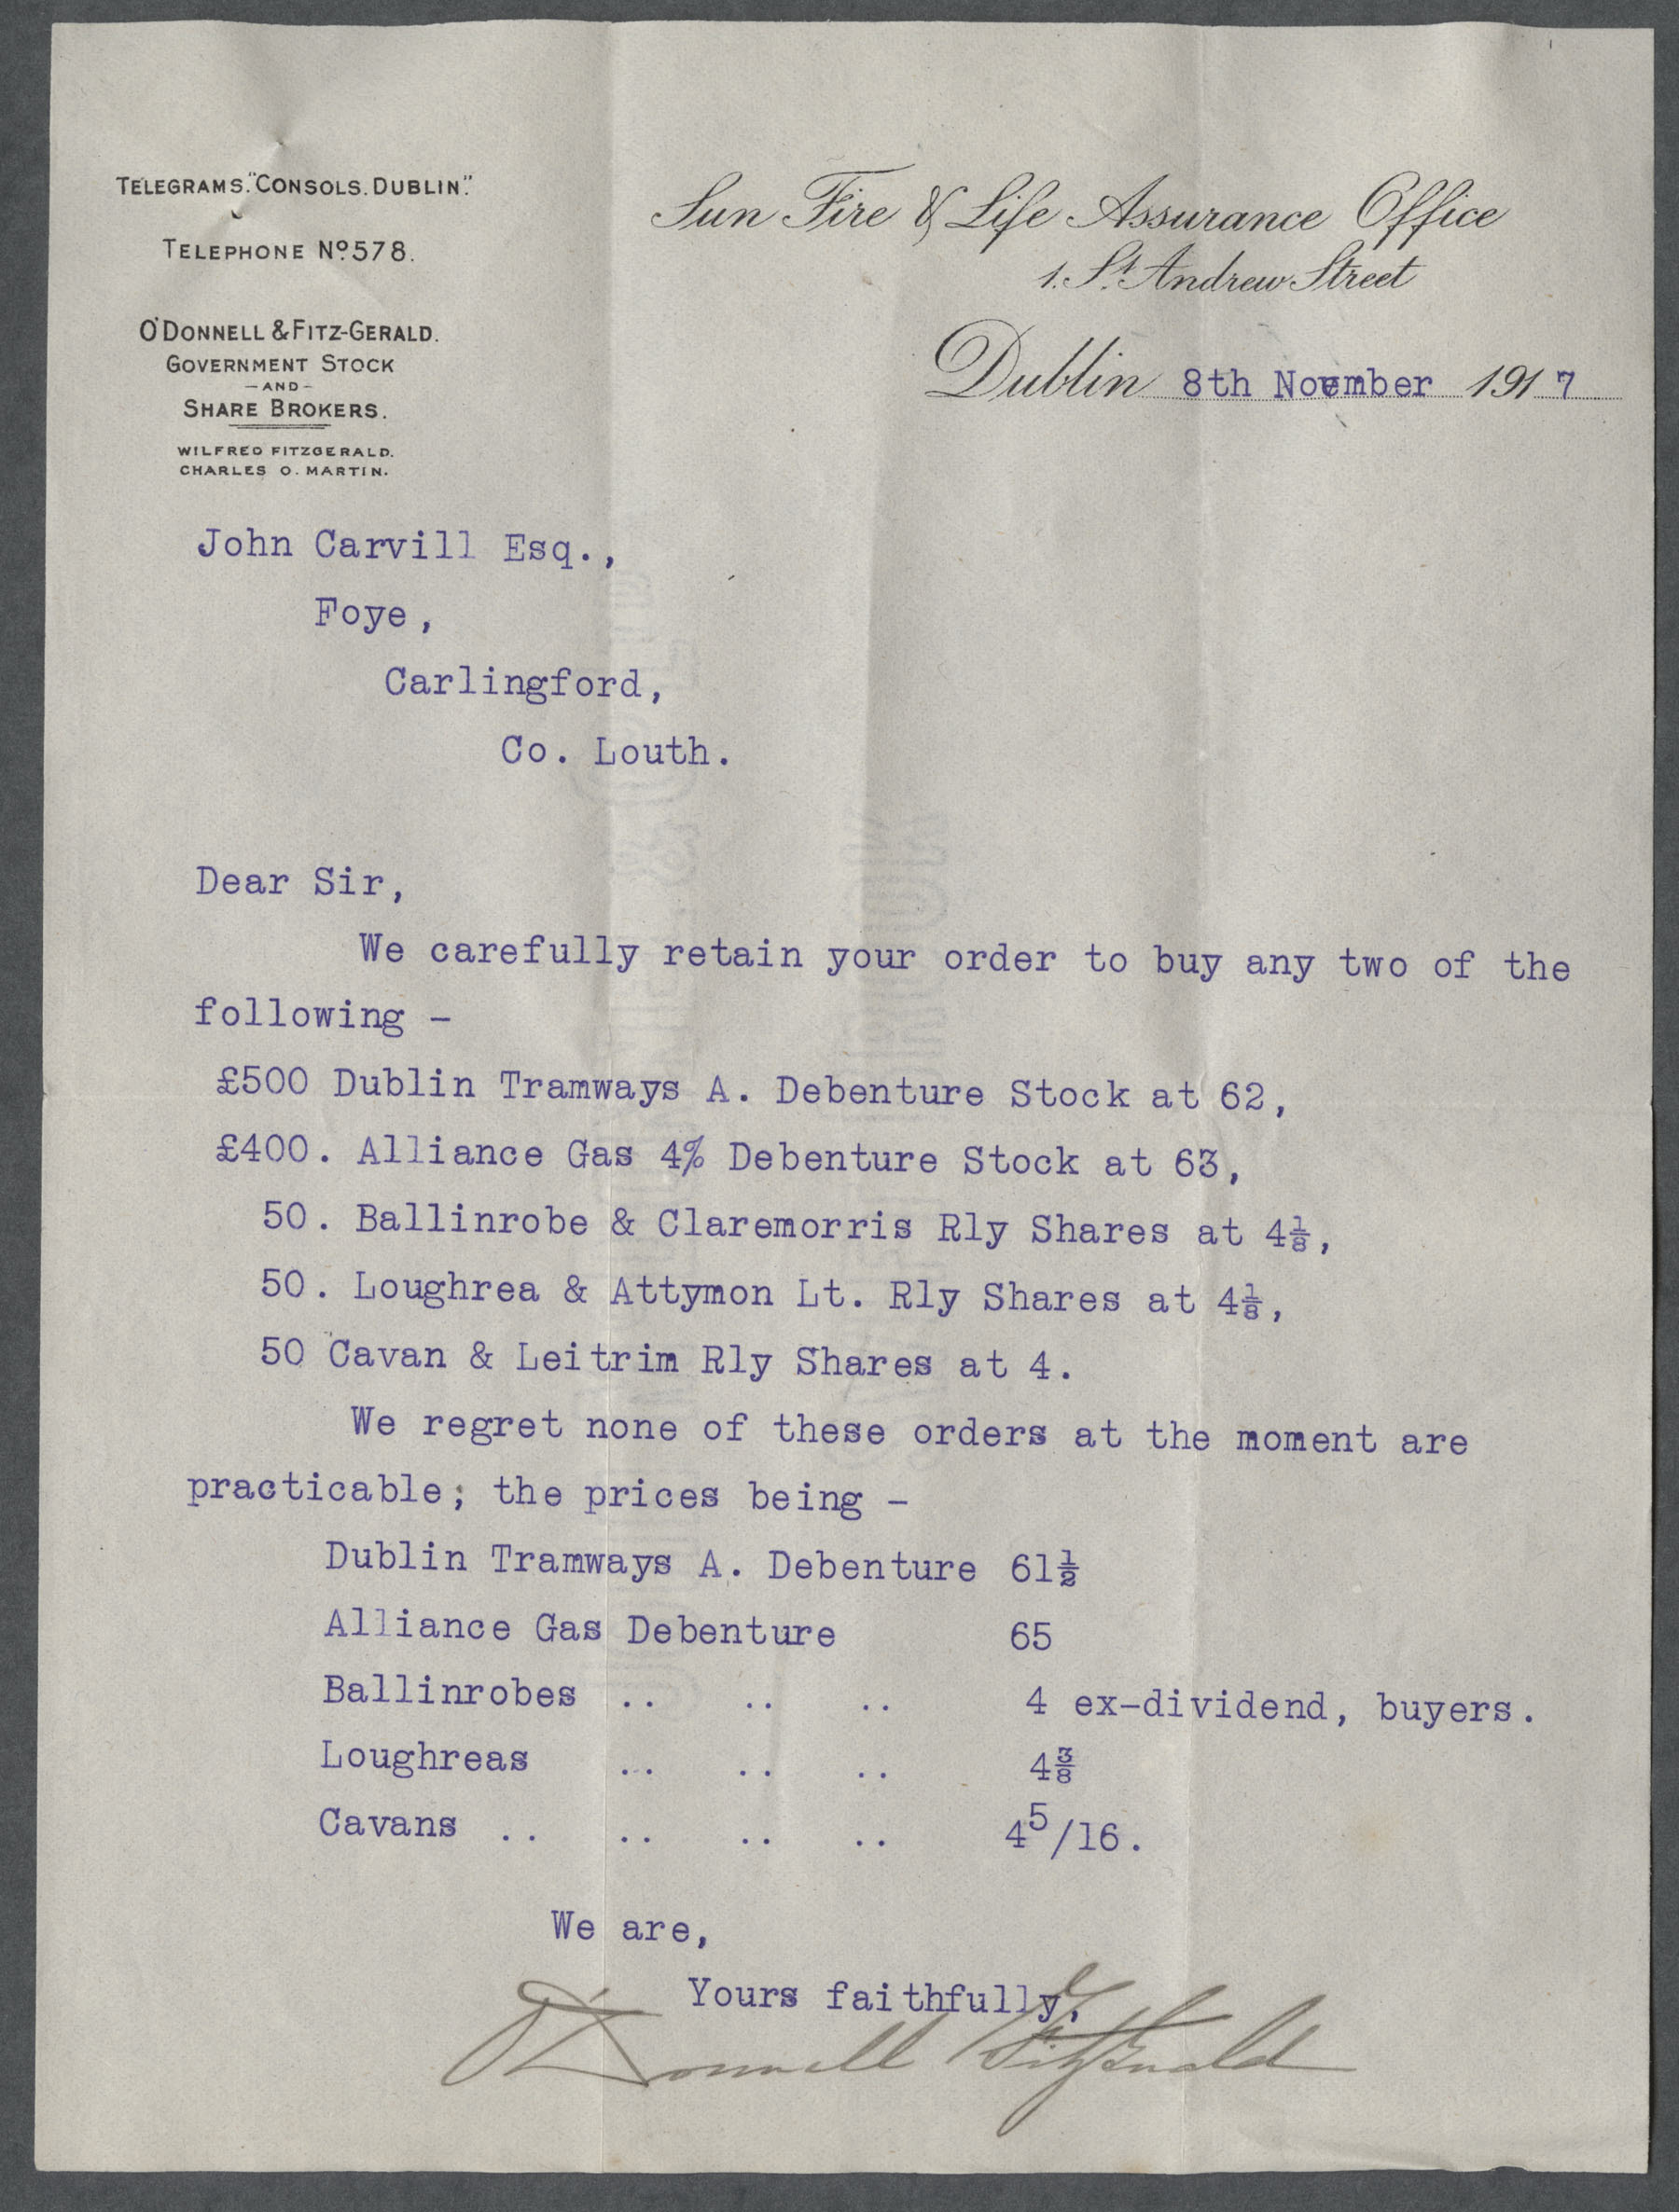 TELEGRAMS. "CONSOLS. DUBLIN."
TELEPHONE Nº 578.
O'DONNELL & FITZ-GERALD.
GOVERNMENT STOCK
- AND -
SHARE BROKERS.
WILFRED FITZGERALD.
CHARLES O. MARTIN.
Sun Fire & Life Assurance Office
1. St. Andrew Street
Dublin 8th November 1917
John Carvill Esq.,
Foye,
Carlingford,
Co. Louth.
Dear Sir,
We carefully retain your order to buy any two of the
following -
£500 Dublin Tramways A. Debenture Stock at 62,
£400. Alliance Gas 4% Debenture Stock at 63,
50. Ballinrobe & Claremorris Rly Shares at 4⅛,
50. Loughrea & Attymon Lt. Rly Shares at 4⅛,
50 Cavan & Leitrim Rly Shares at 4.
We regret none of these orders at the moment are
practicable; the prices being -
Dublin Tramways A. Debenture 61½
Alliance Gas Debenture 65
Ballinrobes .. .. .. 4 ex-dividend, buyers.
Loughreas .. .. .. 4⅜
Cavans .. .. .. .. 4 5/16.
We are,
Yours faithfully,
O'Donnell Fitzgerald